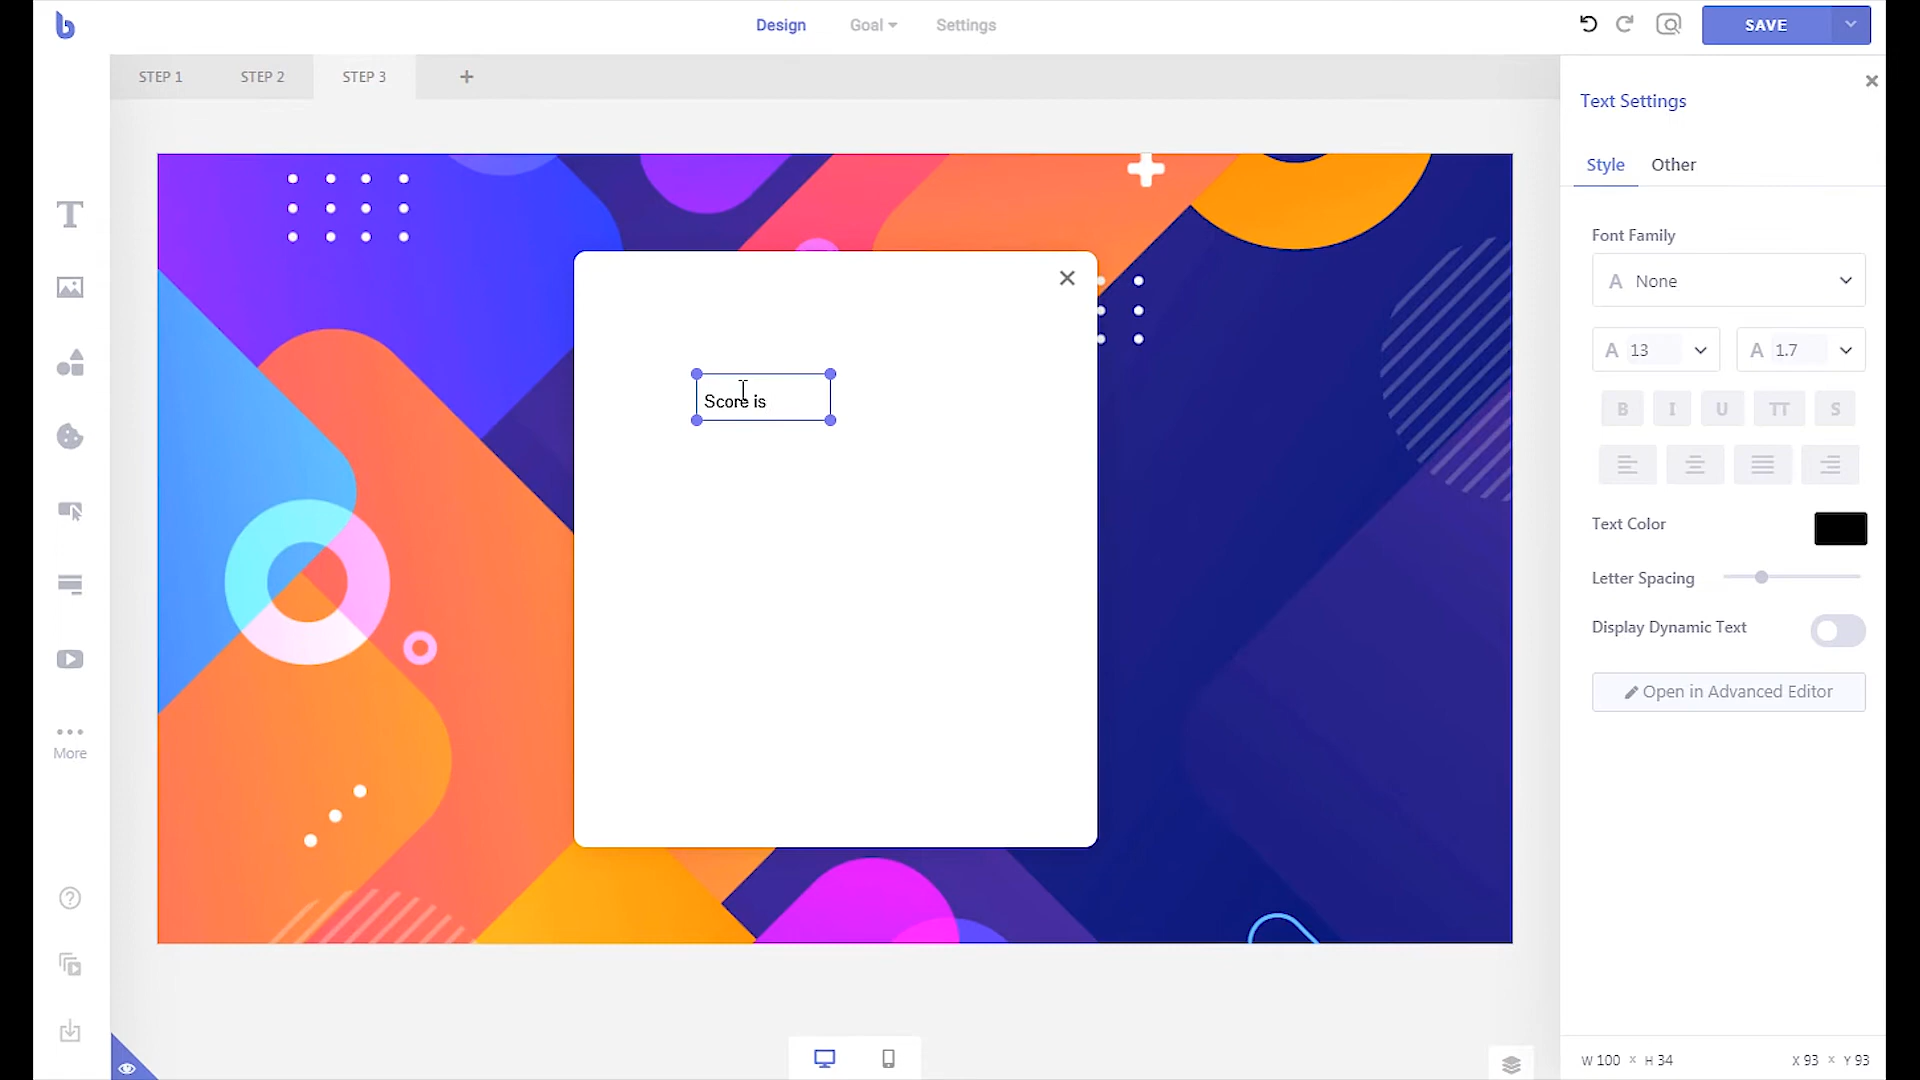 b
Design
Goal
Settings
SAVE
STEP 1
STEP 2
STEP 3
+
Text Settings
Style
Other
Font Family
A None
A 13
A 1.7
B
I
U
TT
S
Text Color
Letter Spacing
Display Dynamic Text
Open in Advanced Editor
T
More
Score is
W 100 × H 34
X 93 × Y 93